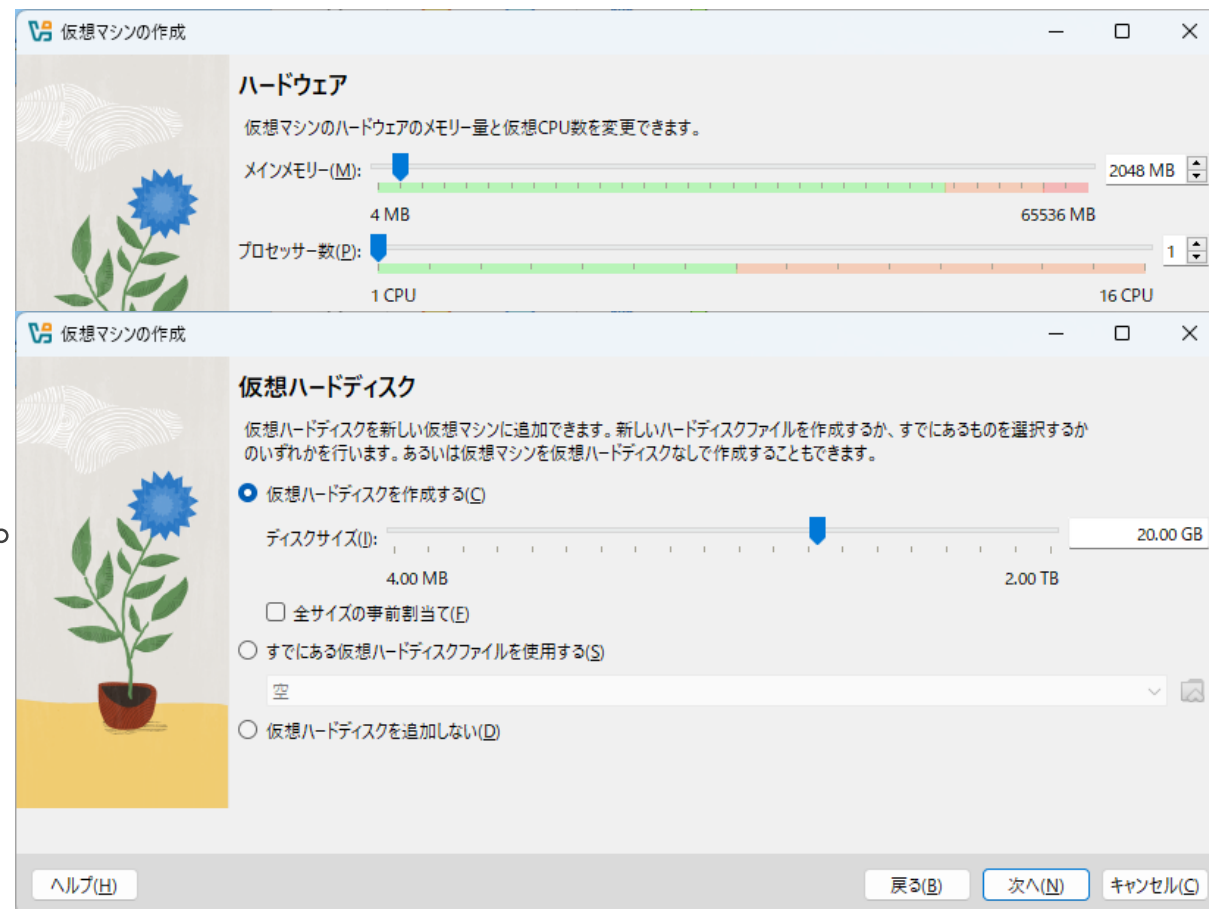 仮想マシンの作成
ハードウェア
仮想マシンのハードウェアのメモリー量と仮想CPU数を変更できます。
メインメモリー(M): 2048 MB
4 MB 65536 MB
プロセッサー数(P): 1
1 CPU 16 CPU
仮想マシンの作成
仮想ハードディスク
仮想ハードディスクを新しい仮想マシンに追加できます。新しいハードディスクファイルを作成するか、すでにあるものを選択するか
のいずれかを行います。あるいは仮想マシンを仮想ハードディスクなしで作成することもできます。
仮想ハードディスクを作成する(C)
ディスクサイズ(I): 20.00 GB
4.00 MB 2.00 TB
全サイズの事前割当て(F)
すでにある仮想ハードディスクファイルを使用する(S)
空
仮想ハードディスクを追加しない(D)
ヘルプ(H) 戻る(B) 次へ(N) キャンセル(C)